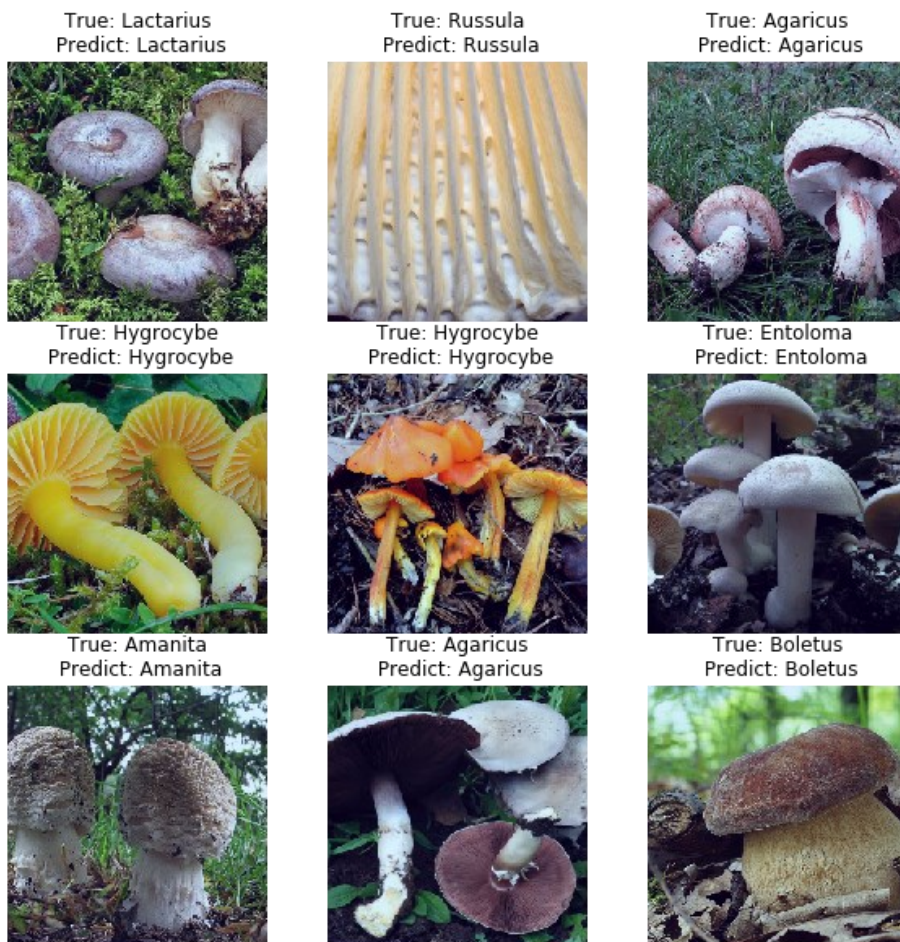 True: Lactarius
Predict: Lactarius
True: Russula
Predict: Russula
True: Agaricus
Predict: Agaricus
True: Hygrocybe
Predict: Hygrocybe
True: Hygrocybe
Predict: Hygrocybe
True: Entoloma
Predict: Entoloma
True: Amanita
Predict: Amanita
True: Agaricus
Predict: Agaricus
True: Boletus
Predict: Boletus